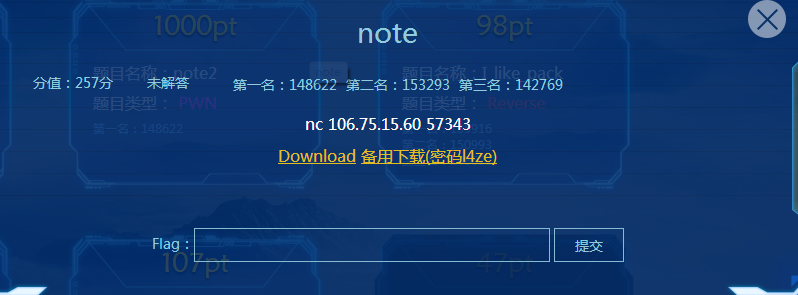 1000pt
98pt
note
题目名称：note2
题目名称：I like_pack
分值：257分 未解答 第一名：148622 第二名：153293 第三名：142769
题目类型： PWN
题目类型： Reverse
第一名：148622
nc 106.75.15.60 57343
Download 备用下载(密码l4ze)
Flag：
提交
107pt
47pt